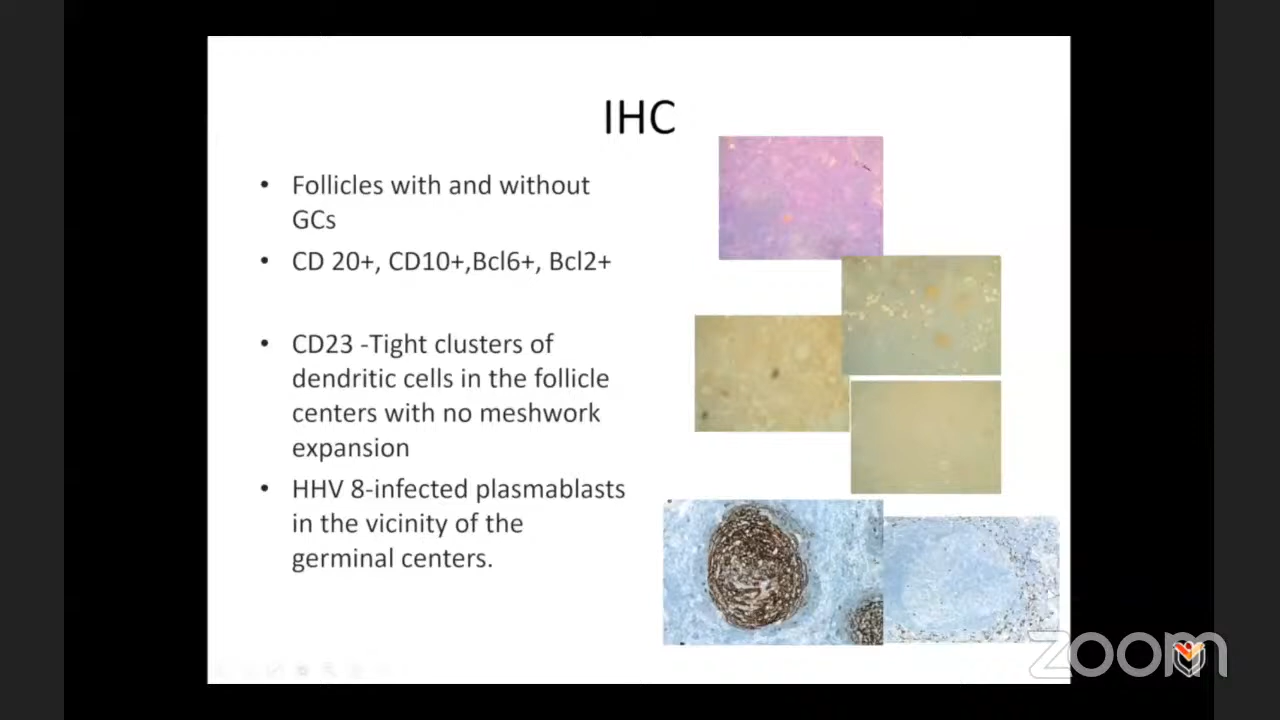 IHC
• Follicles with and without
GCs
• CD 20+, CD10+,Bcl6+, Bcl2+
• CD23 -Tight clusters of
dendritic cells in the follicle
centers with no meshwork
expansion
• HHV 8-infected plasmablasts
in the vicinity of the
germinal centers.
zoom